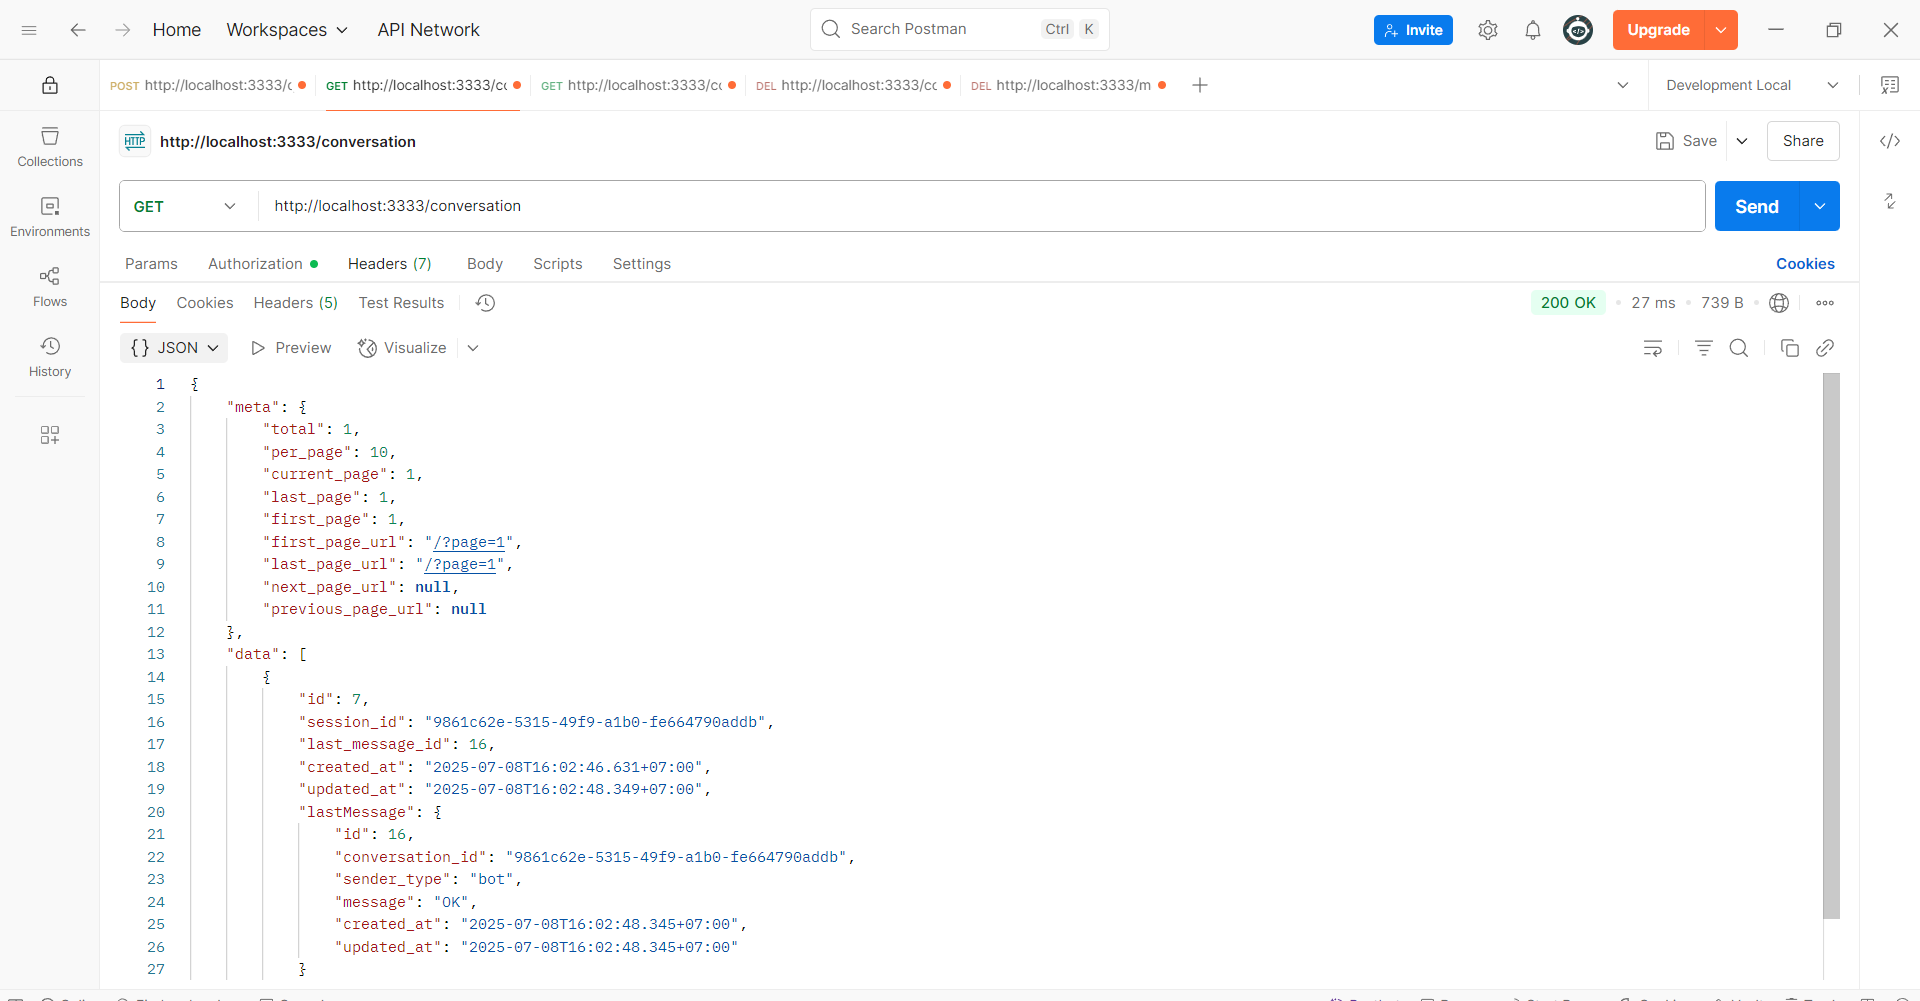 Home Workspaces API Network Search Postman Ctrl K Invite Upgrade
POST http://localhost:3333/c GET http://localhost:3333/cc GET http://localhost:3333/cc DEL http://localhost:3333/cc DEL http://localhost:3333/m Development Local
HTTP http://localhost:3333/conversation Save Share
Collections
Environments
Flows
History
GET http://localhost:3333/conversation Send
Params Authorization Headers (7) Body Scripts Settings Cookies
Body Cookies Headers (5) Test Results 200 OK 27 ms 739 B
{} JSON Preview Visualize
1 {
2 "meta": {
3 "total": 1,
4 "per_page": 10,
5 "current_page": 1,
6 "last_page": 1,
7 "first_page": 1,
8 "first_page_url": "/?page=1",
9 "last_page_url": "/?page=1",
10 "next_page_url": null,
11 "previous_page_url": null
12 },
13 "data": [
14 {
15 "id": 7,
16 "session_id": "9861c62e-5315-49f9-a1b0-fe664790addb",
17 "last_message_id": 16,
18 "created_at": "2025-07-08T16:02:46.631+07:00",
19 "updated_at": "2025-07-08T16:02:48.349+07:00",
20 "lastMessage": {
21 "id": 16,
22 "conversation_id": "9861c62e-5315-49f9-a1b0-fe664790addb",
23 "sender_type": "bot",
24 "message": "OK",
25 "created_at": "2025-07-08T16:02:48.345+07:00",
26 "updated_at": "2025-07-08T16:02:48.345+07:00"
27 }